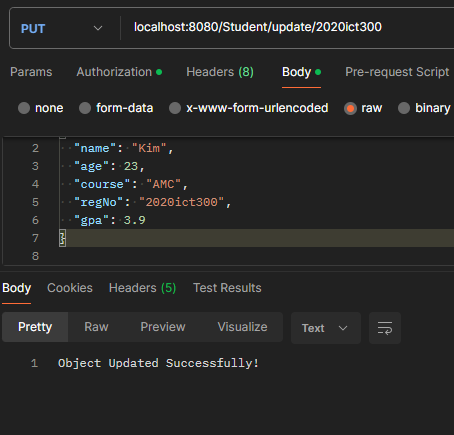 PUT localhost:8080/Student/update/2020ict300
Params Authorization Headers (8) Body Pre-request Script
none form-data x-www-form-urlencoded raw binary
2 "name": "Kim",
3 "age": 23,
4 "course": "AMC",
5 "regNo": "2020ict300",
6 "gpa": 3.9
7 }
8
Body Cookies Headers (5) Test Results
Pretty Raw Preview Visualize Text
1 Object Updated Successfully!